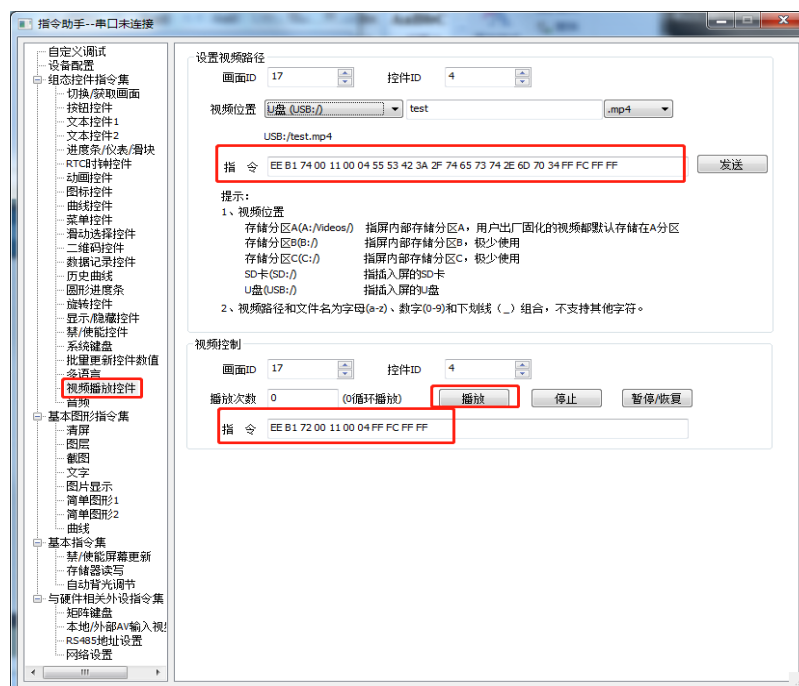 指令助手--串口未连接
自定义调试
设备配置
组态控件指令集
切换/获取画面
按钮控件
文本控件1
文本控件2
进度条/仪表/滑块
RTC时钟控件
动画控件
图标控件
曲线控件
菜单控件
滑动选择控件
二维码控件
数据记录控件
历史曲线
圆形进度条
旋转控件
显示/隐藏控件
禁/使能控件
系统键盘
批里更新控件数值
多语言
视频播放控件
音频
基本图形指令集
清屏
图层
截图
文字
图片显示
简单图形1
简单图形2
曲线
基本指令集
禁/使能屏幕更新
存储器读写
自动背光调节
与硬件相关外设指令集
矩阵键盘
本地/外部AV输入视
RS485地址设置
网络设置
设置视频路径
画面ID 17 控件ID 4
视频位置 U盘 (USB:/) test .mp4
USB:/test.mp4
指 令 EE B1 74 00 11 00 04 55 53 42 3A 2F 74 65 73 74 2E 6D 70 34 FF FC FF FF 发送
提示:
1、视频位置
存储分区A(A:/Videos/) 指屏内部存储分区A，用户出厂固化的视频都默认存储在A分区
存储分区B(B:/) 指屏内部存储分区B，极少使用
存储分区C(C:/) 指屏内部存储分区C，极少使用
SD卡(SD:/) 指插入屏的SD卡
U盘(USB:/) 指插入屏的U盘
2、视频路径和文件名为字母(a-z)、数字(0-9)和下划线（_）组合，不支持其他字符。
视频控制
画面ID 17 控件ID 4
播放次数 0 (0循环播放) 播放 停止 暂停/恢复
指 令 EE B1 72 00 11 00 04 FF FC FF FF